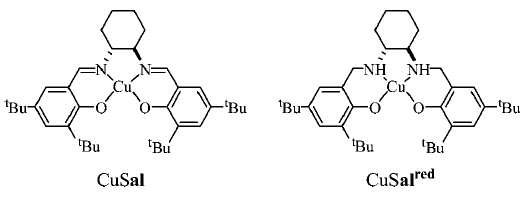 N N NH NH
Cu Cu
ᵗBu O O ᵗBu ᵗBu O O ᵗBu
ᵗBu ᵗBu ᵗBu ᵗBu
CuSal CuSalʳᵉᵈ